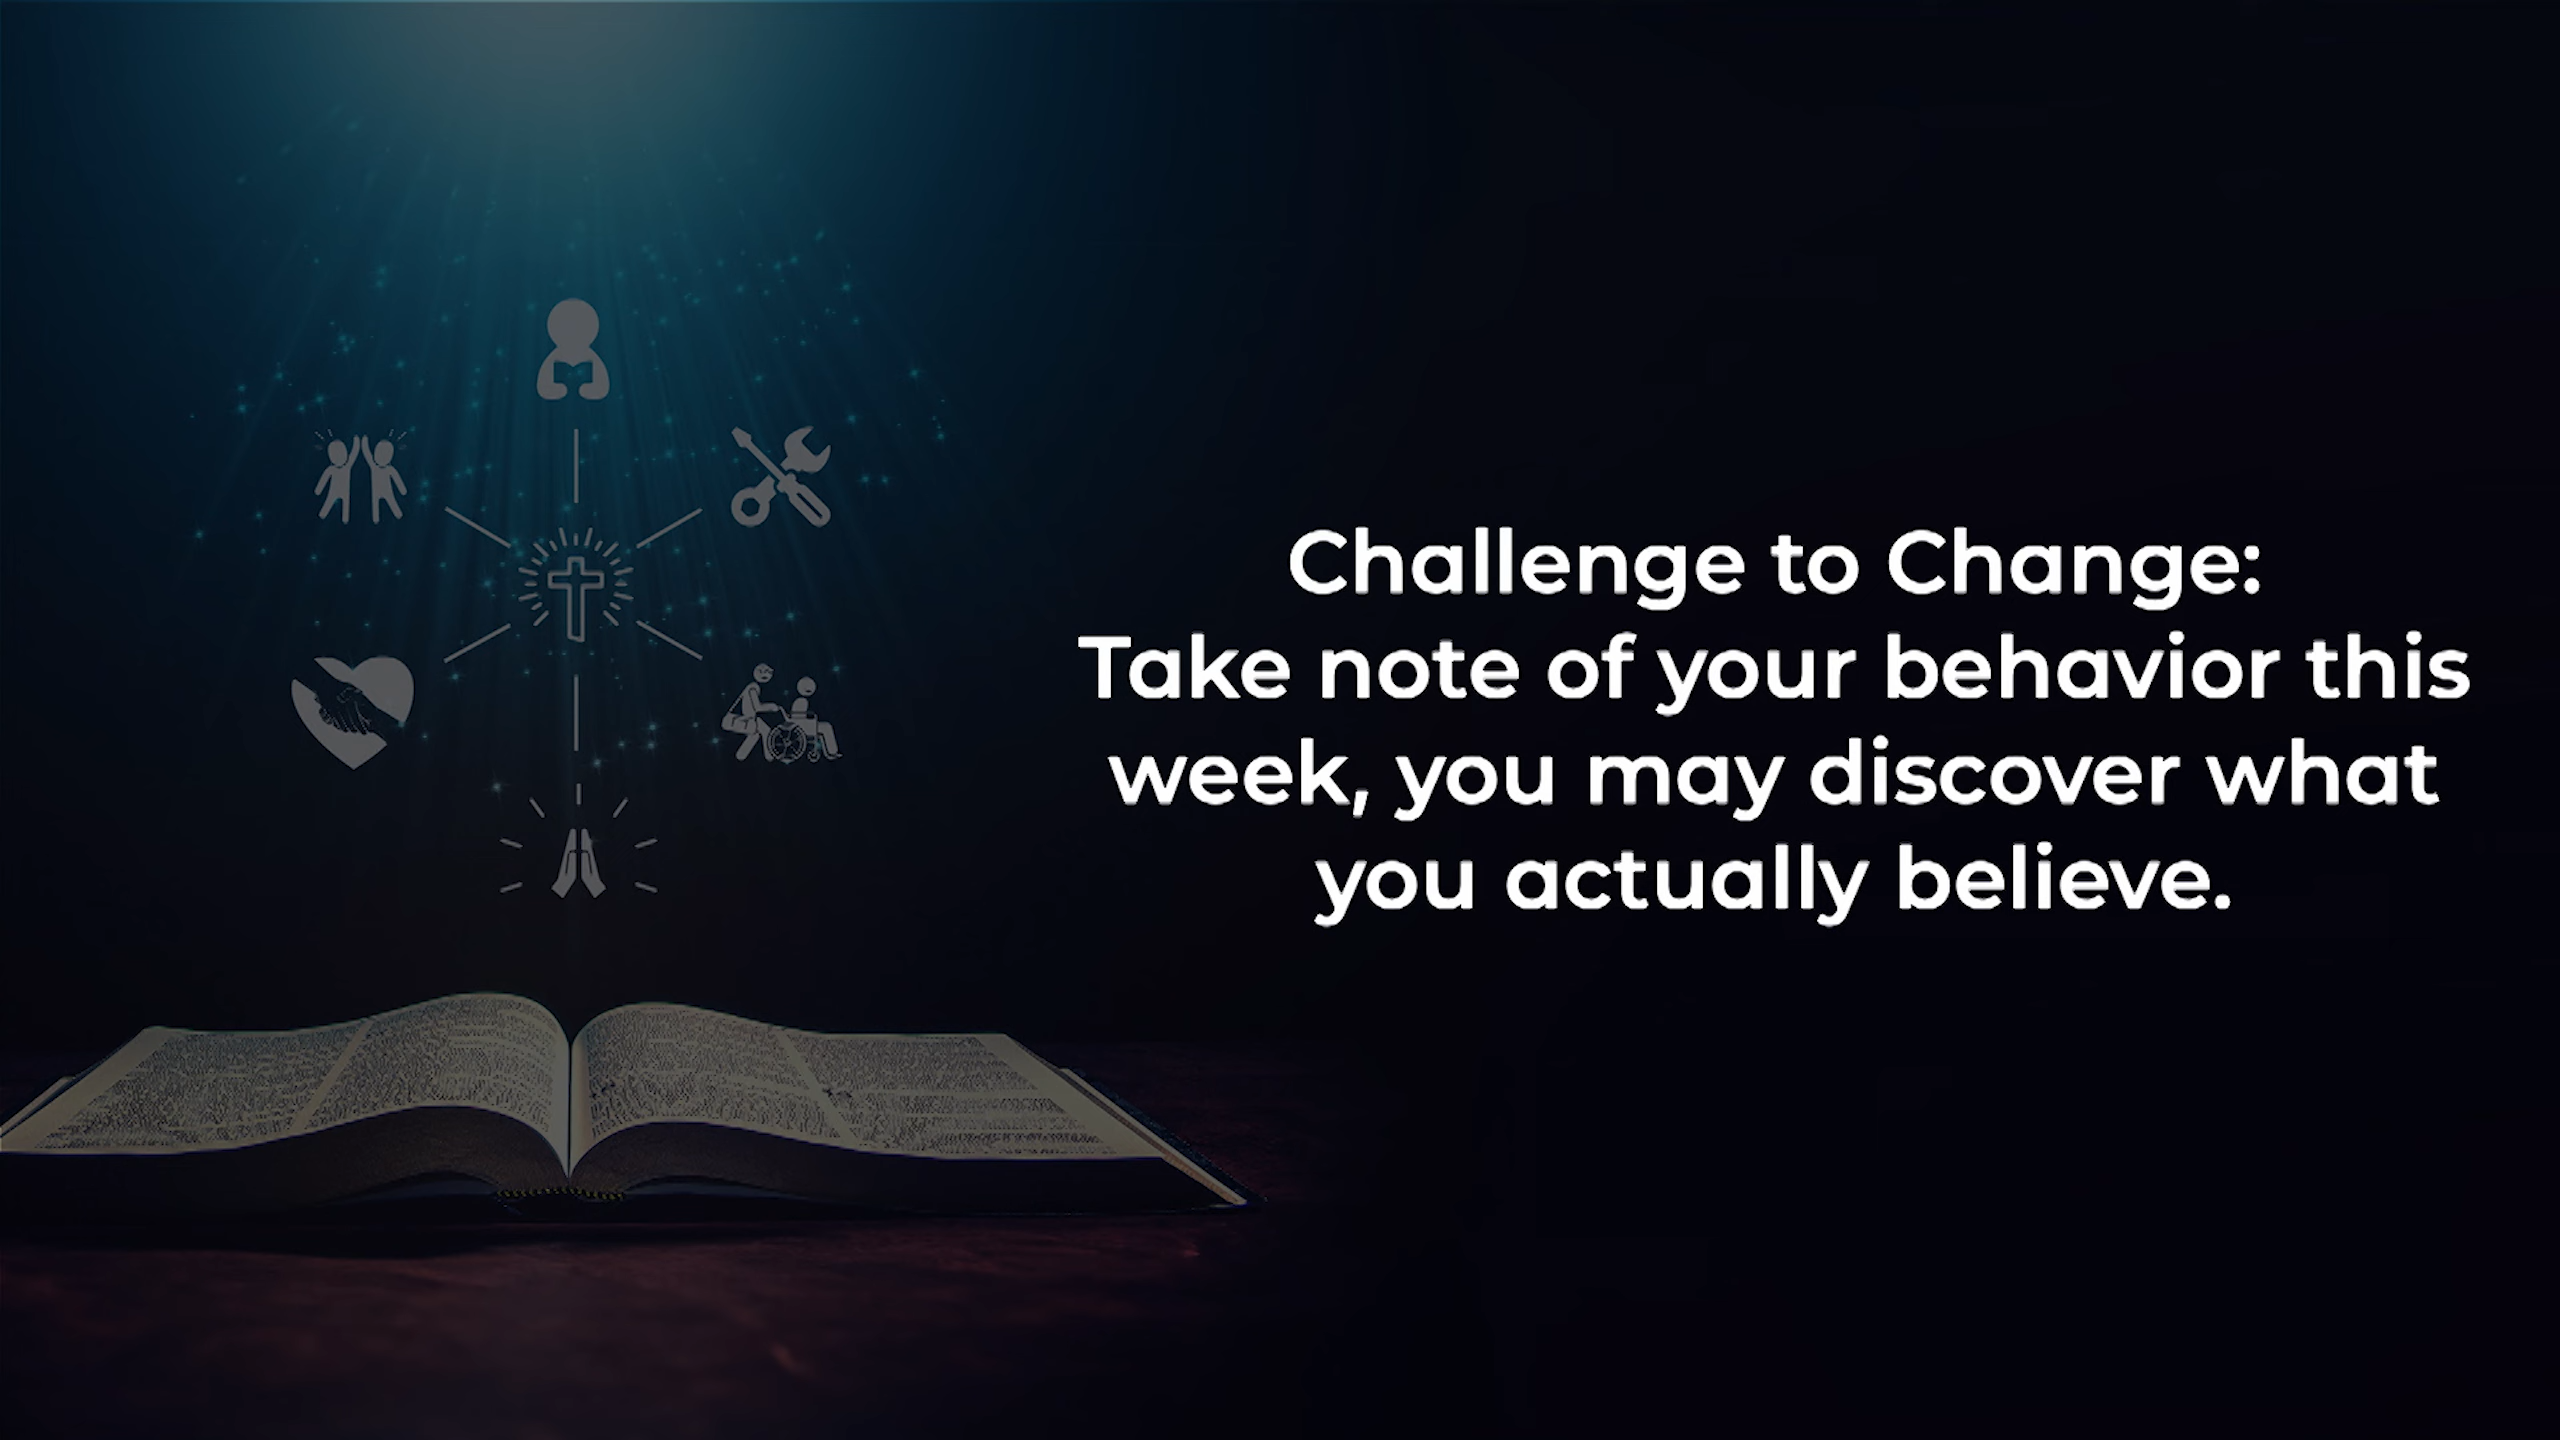 Challenge to Change:
Take note of your behavior this
week, you may discover what
you actually believe.